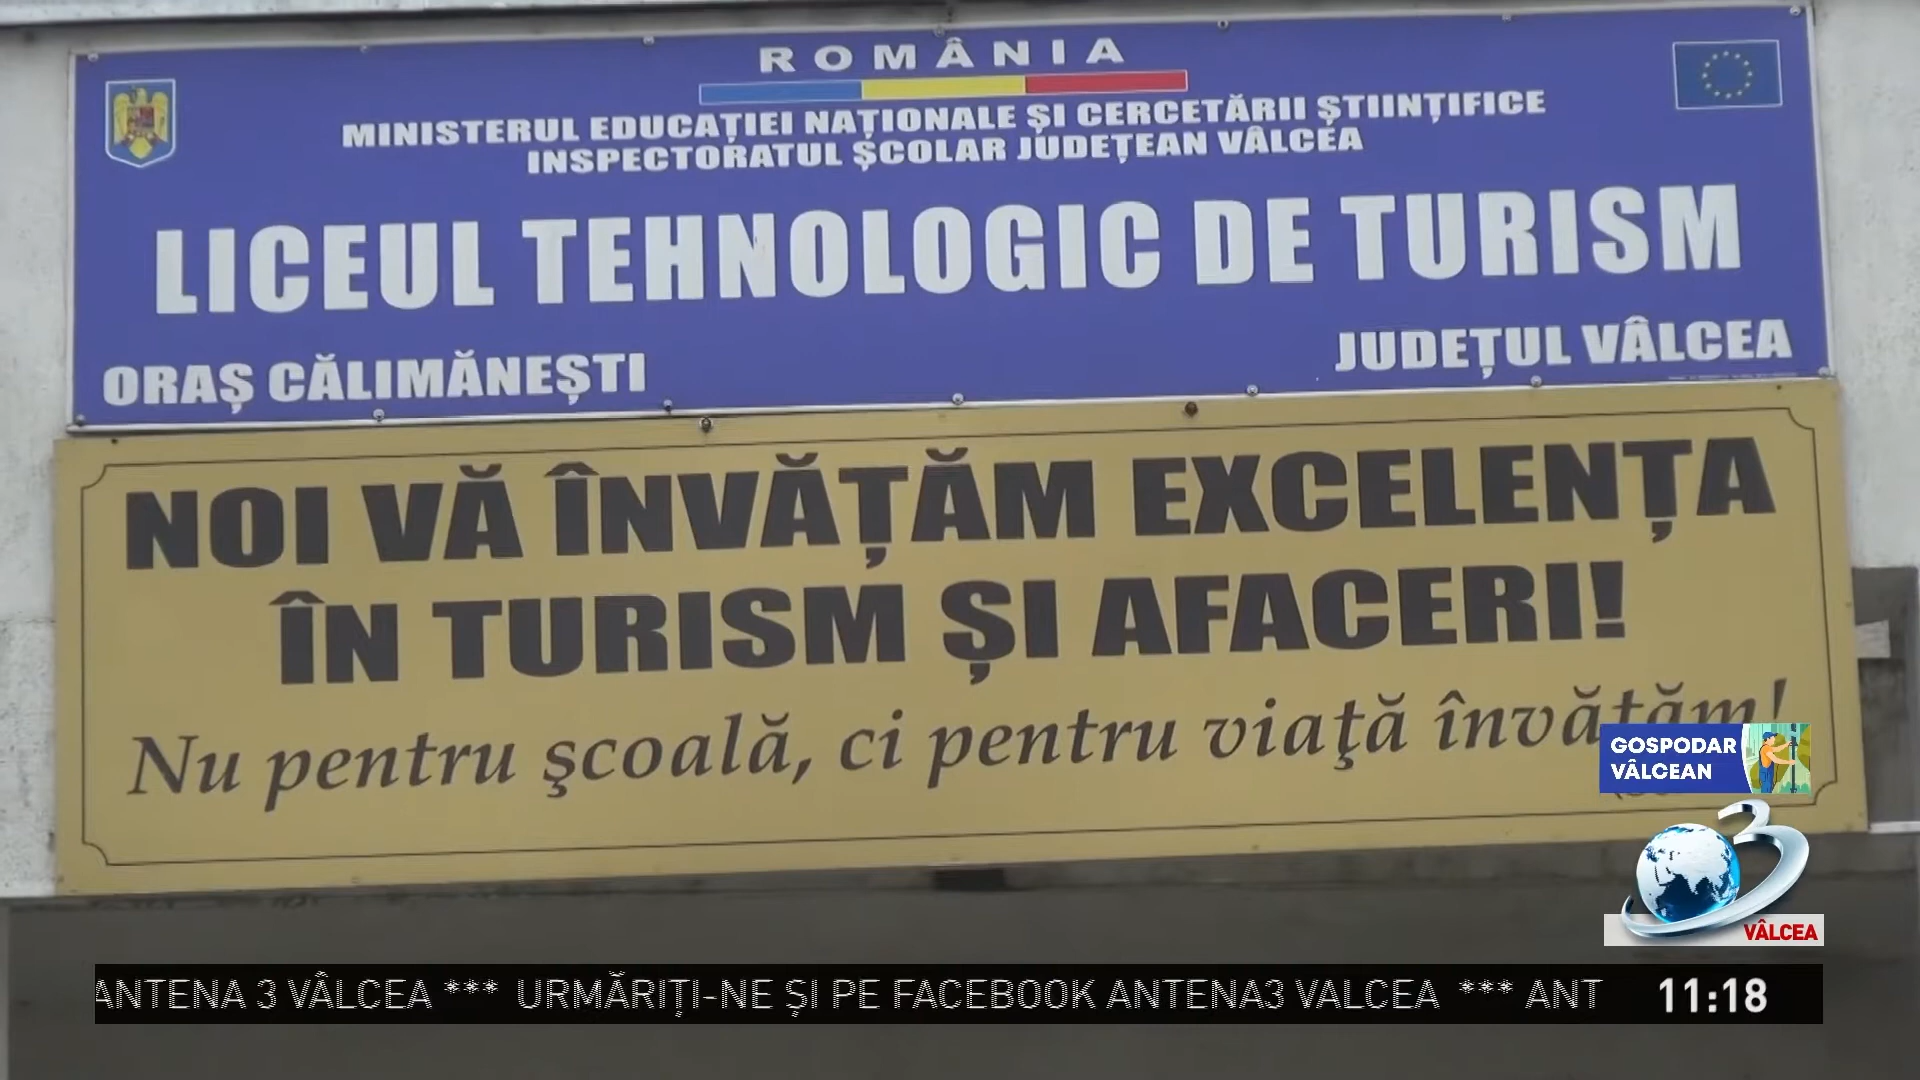 ROMÂNIA
MINISTERUL EDUCAȚIEI NAȚIONALE ȘI CERCETĂRII ȘTIINȚIFICE
INSPECTORATUL ȘCOLAR JUDEȚEAN VÂLCEA
LICEUL TEHNOLOGIC DE TURISM
ORAȘ CĂLIMĂNEȘTI
JUDEȚUL VÂLCEA
NOI VĂ ÎNVĂȚĂM EXCELENȚA
ÎN TURISM ȘI AFACERI!
Nu pentru şcoală, ci pentru viaţă învăţăm!
GOSPODAR
VÂLCEAN
3
VÂLCEA
ANTENA 3 VÂLCEA *** URMĂRIȚI-NE ȘI PE FACEBOOK ANTENA3 VALCEA *** ANT
11:18